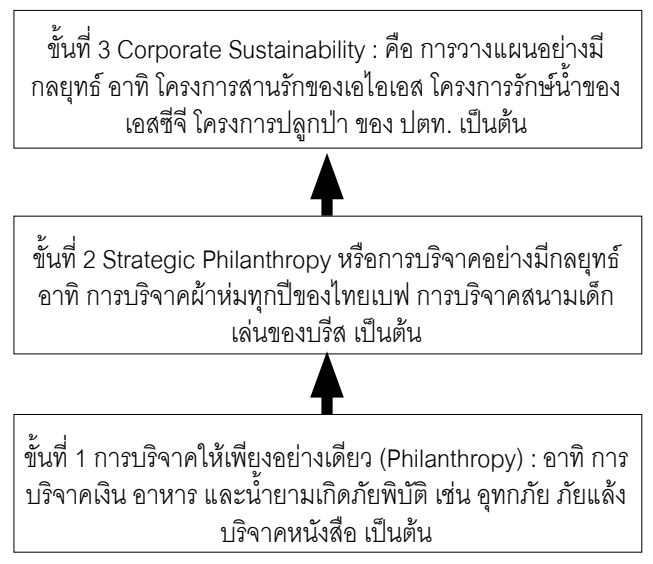 ขั้นที่ 3 Corporate Sustainability : คือ การวางแผนอย่างมี
กลยุทธ์ อาทิ โครงการสานรักของเอไอเอส โครงการรักษ์น้ำของ
เอสซีจี โครงการปลูกป่า ของ ปตท. เป็นต้น
ขั้นที่ 2 Strategic Philanthropy หรือการบริจาคอย่างมีกลยุทธ์
อาทิ การบริจาคผ้าห่มทุกปีของไทยเบฟ การบริจาคสนามเด็ก
เล่นของบรีส เป็นต้น
ขั้นที่ 1 การบริจาคให้เพียงอย่างเดียว (Philanthropy) : อาทิ การ
บริจาคเงิน อาหาร และน้ำยามเกิดภัยพิบัติ เช่น อุทกภัย ภัยแล้ง
บริจาคหนังสือ เป็นต้น